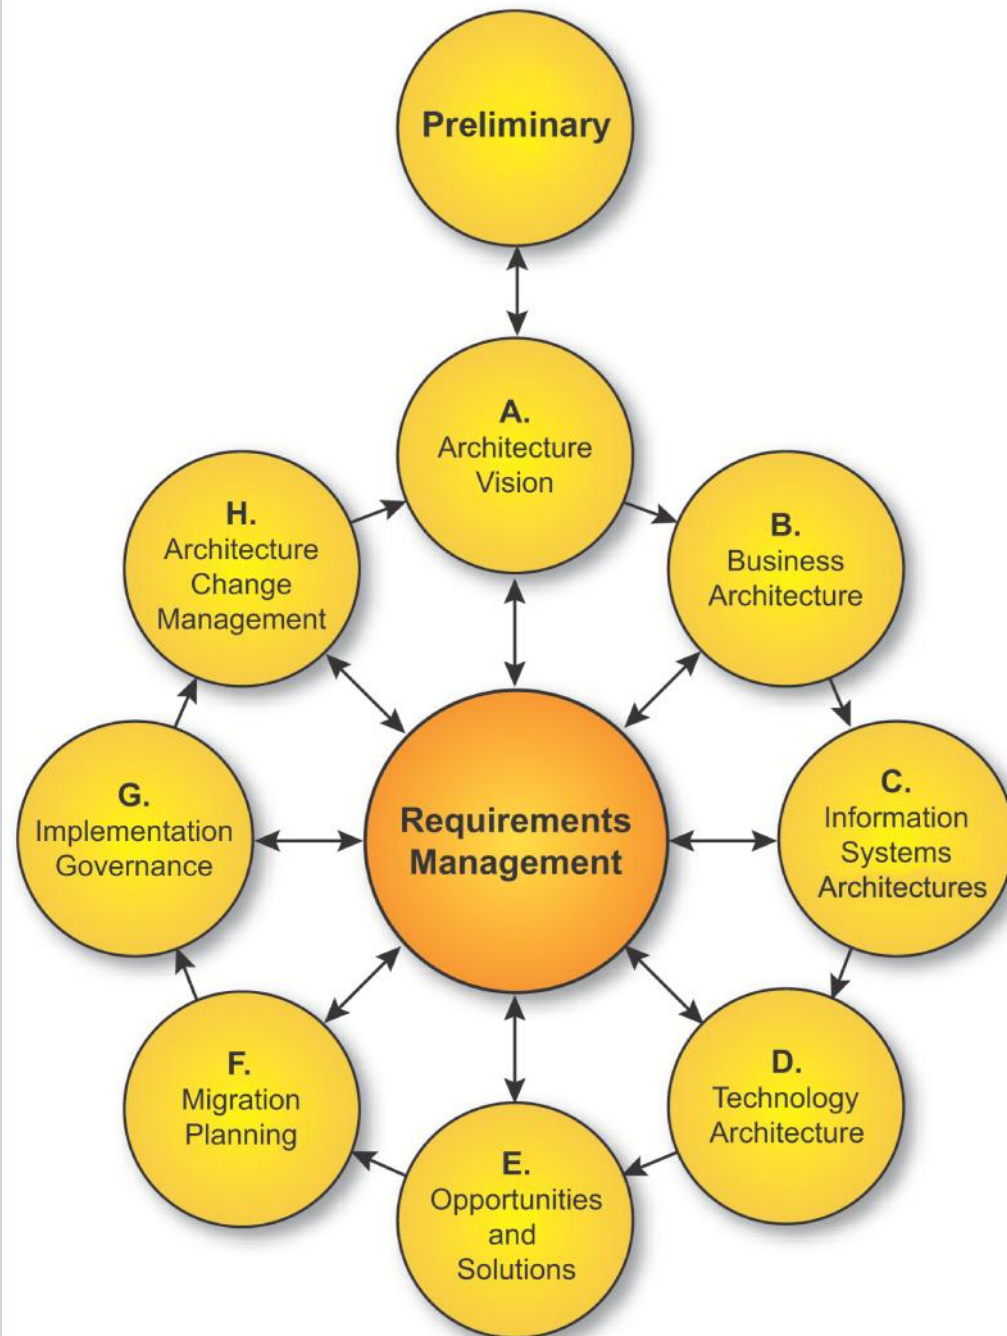 Preliminary
A.
Architecture
Vision
B.
Business
Architecture
C.
Information
Systems
Architectures
D.
Technology
Architecture
E.
Opportunities
and
Solutions
F.
Migration
Planning
G.
Implementation
Governance
H.
Architecture
Change
Management
Requirements
Management